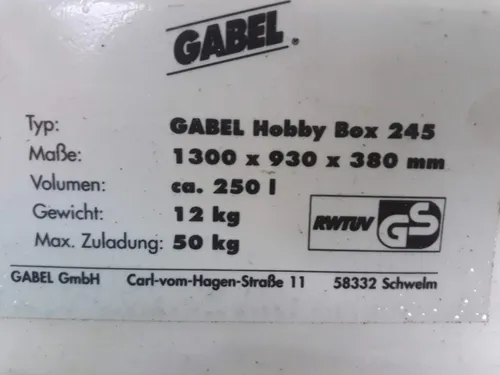 GABEL®
Typ: GABEL Hobby Box 245
Maße: 1300 x 930 x 380 mm
Volumen: ca. 250 l
Gewicht: 12 kg
Max. Zuladung: 50 kg
RWTÜV GS
GABEL GmbH Carl-vom-Hagen-Straße 11 58332 Schwelm